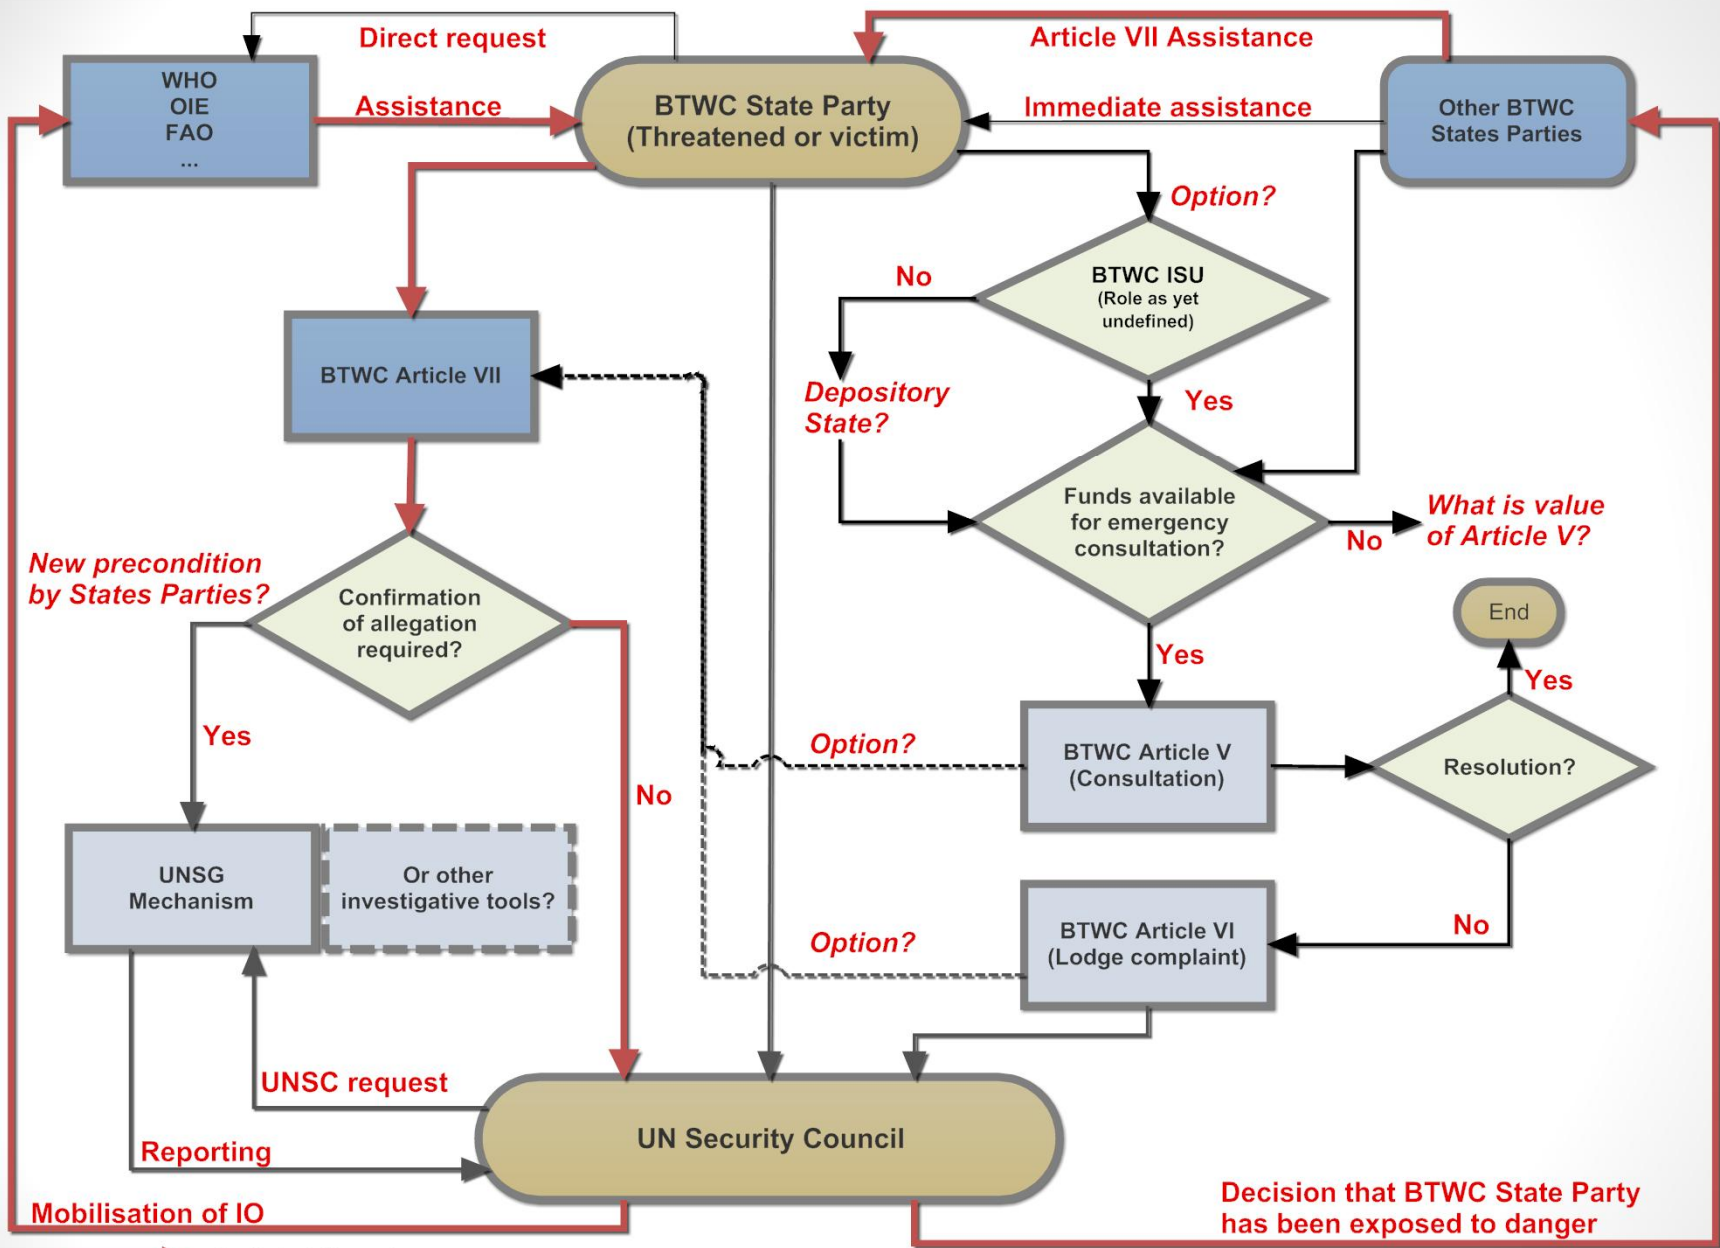 Direct request
Article VII Assistance
WHO
OIE
FAO
...
Assistance
BTWC State Party
(Threatened or victim)
Immediate assistance
Other BTWC
States Parties
Option?
No
BTWC ISU
(Role as yet
undefined)
BTWC Article VII
Depository
State?
Yes
Funds available
for emergency
consultation?
No
What is value
of Article V?
New precondition
by States Parties?
Confirmation
of allegation
required?
End
Yes
Yes
Yes
Option?
BTWC Article V
(Consultation)
Resolution?
No
UNSG
Mechanism
Or other
investigative tools?
Option?
BTWC Article VI
(Lodge complaint)
No
UNSC request
UN Security Council
Reporting
Mobilisation of IO
Decision that BTWC State Party
has been exposed to danger